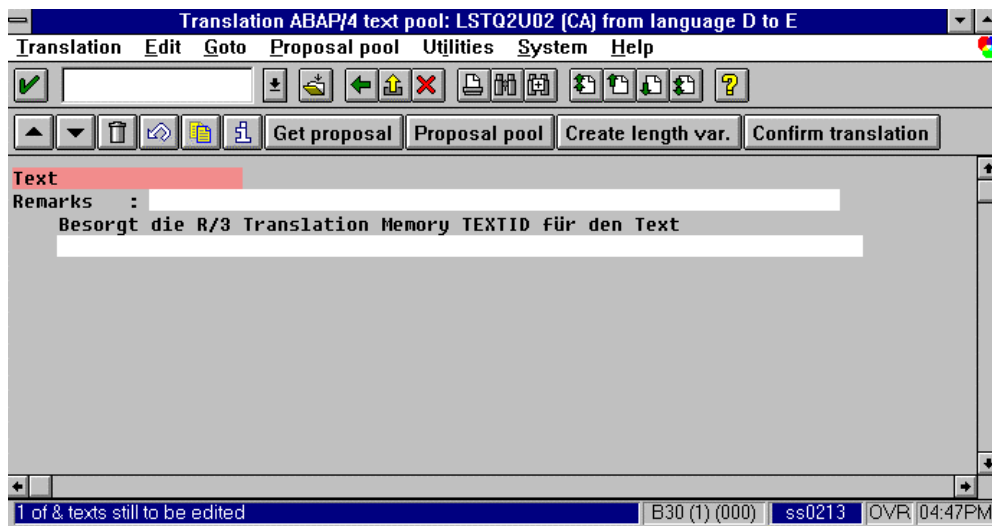 Translation ABAP/4 text pool: LSTQ2U02 (CA) from language D to E
Translation Edit Goto Proposal pool Utilities System Help
Get proposal Proposal pool Create length var. Confirm translation
Text
Remarks :
Besorgt die R/3 Translation Memory TEXTID für den Text
1 of & texts still to be edited B30 (1) (000) ss0213 OVR 04:47PM